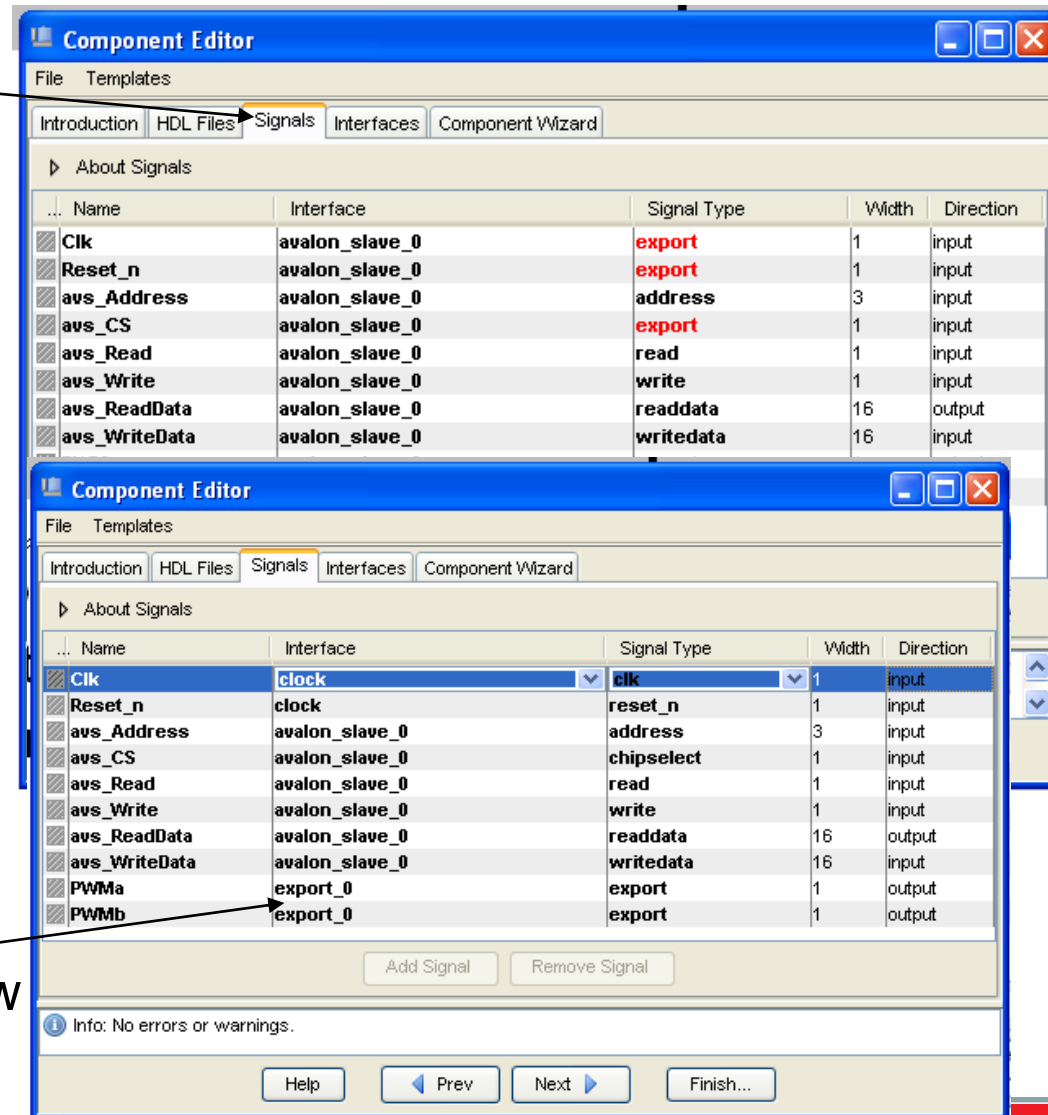 Component Editor
File Templates
Introduction HDL Files Signals Interfaces Component Wizard
About Signals
... Name Interface Signal Type Width Direction
Clk avalon_slave_0 export 1 input
Reset_n avalon_slave_0 export 1 input
avs_Address avalon_slave_0 address 3 input
avs_CS avalon_slave_0 export 1 input
avs_Read avalon_slave_0 read 1 input
avs_Write avalon_slave_0 write 1 input
avs_ReadData avalon_slave_0 readdata 16 output
avs_WriteData avalon_slave_0 writedata 16 input
Component Editor
File Templates
Introduction HDL Files Signals Interfaces Component Wizard
About Signals
... Name Interface Signal Type Width Direction
Clk clock clk 1 input
Reset_n clock reset_n 1 input
avs_Address avalon_slave_0 address 3 input
avs_CS avalon_slave_0 chipselect 1 input
avs_Read avalon_slave_0 read 1 input
avs_Write avalon_slave_0 write 1 input
avs_ReadData avalon_slave_0 readdata 16 output
avs_WriteData avalon_slave_0 writedata 16 input
PWMa export_0 export 1 output
PWMb export_0 export 1 output
Add Signal Remove Signal
w
Info: No errors or warnings.
Help Prev Next Finish...